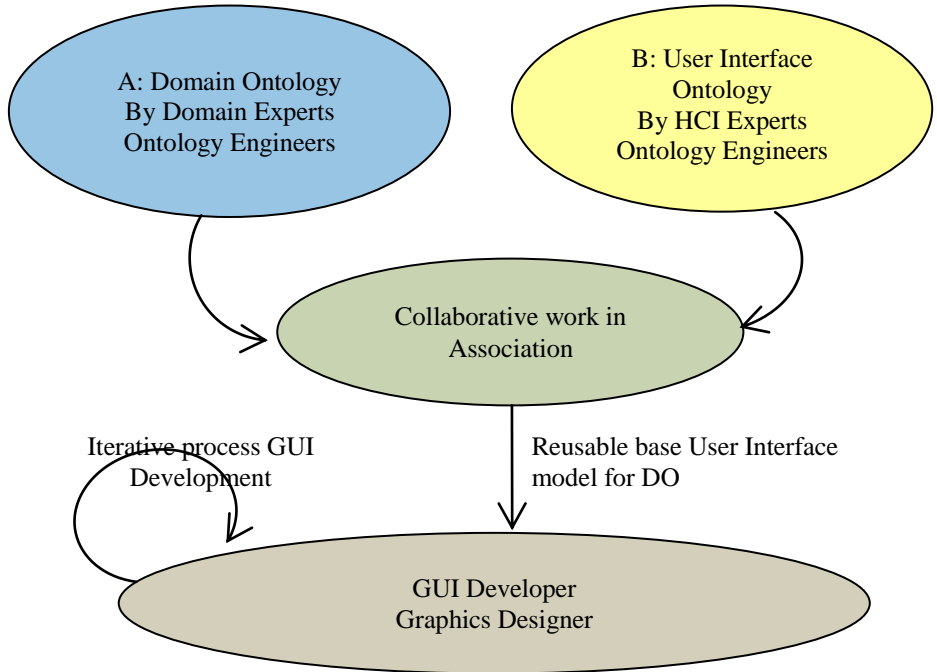 A: Domain Ontology
By Domain Experts
Ontology Engineers
B: User Interface
Ontology
By HCI Experts
Ontology Engineers
Collaborative work in
Association
Iterative process GUI
Development
Reusable base User Interface
model for DO
GUI Developer
Graphics Designer